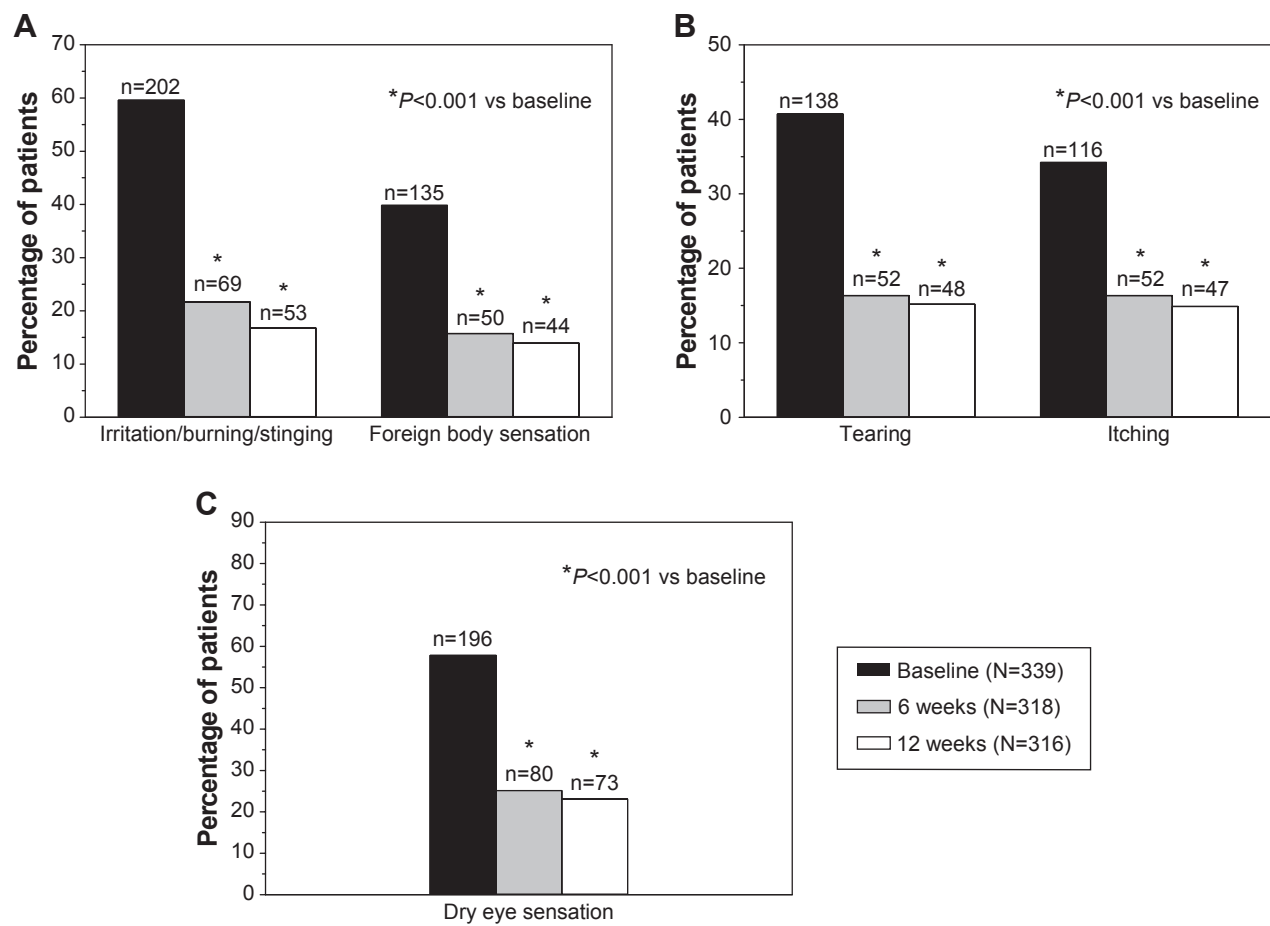 A
Percentage of patients
70
60
50
40
30
20
10
0
*P<0.001 vs baseline
n=202
*
n=69
*
n=53
n=135
*
n=50
*
n=44
Irritation/burning/stinging
Foreign body sensation
B
Percentage of patients
50
40
30
20
10
0
*P<0.001 vs baseline
n=138
*
n=52
*
n=48
n=116
*
n=52
*
n=47
Tearing
Itching
C
Percentage of patients
90
80
70
60
50
40
30
20
10
0
*P<0.001 vs baseline
n=196
*
n=80
*
n=73
Dry eye sensation
Baseline (N=339)
6 weeks (N=318)
12 weeks (N=316)